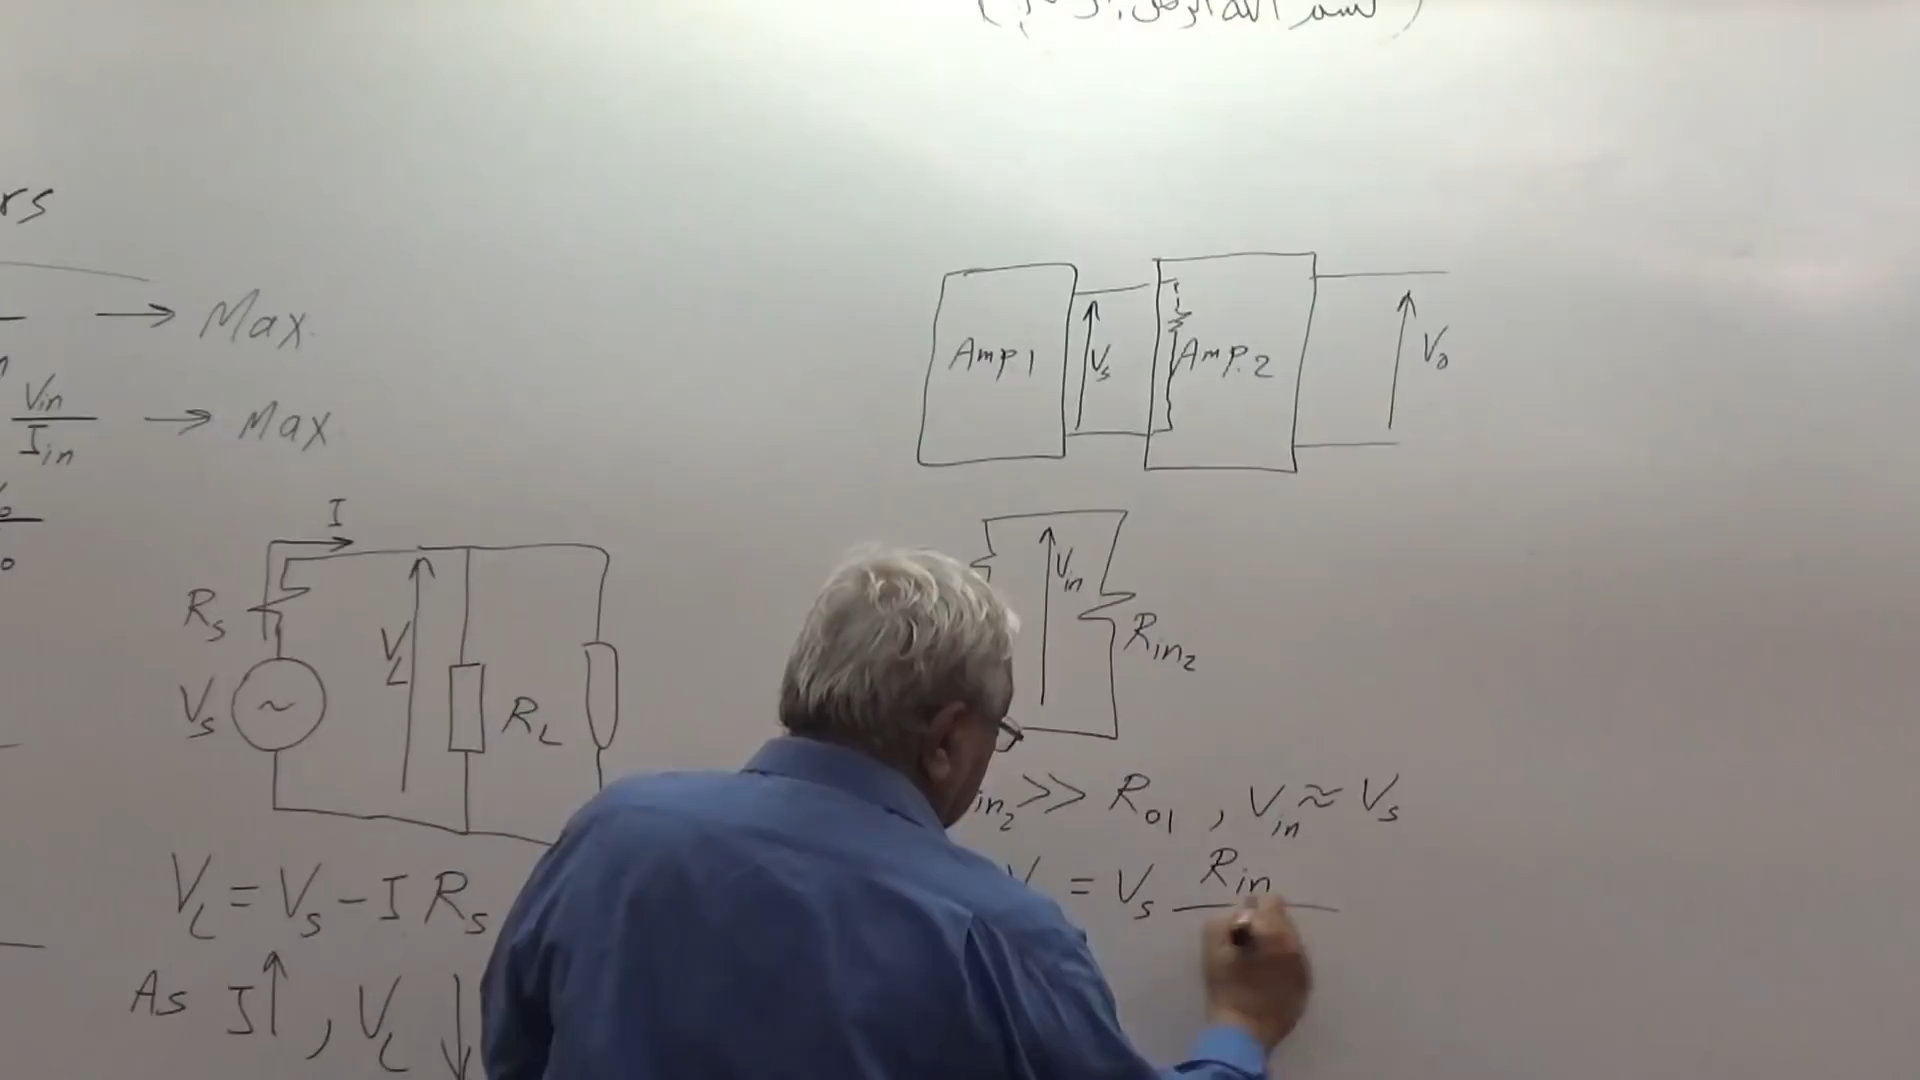 rs
→ Max.
Vin / Iin → Max
I
Rs
Vs
~
VL
RL
VL = Vs - I Rs
As I↑, VL ↓
Amp.1
Vs
Amp.2
Vo
Vin
Rin2
in2 >> Ro1, Vin ≈ Vs
= Vs Rin